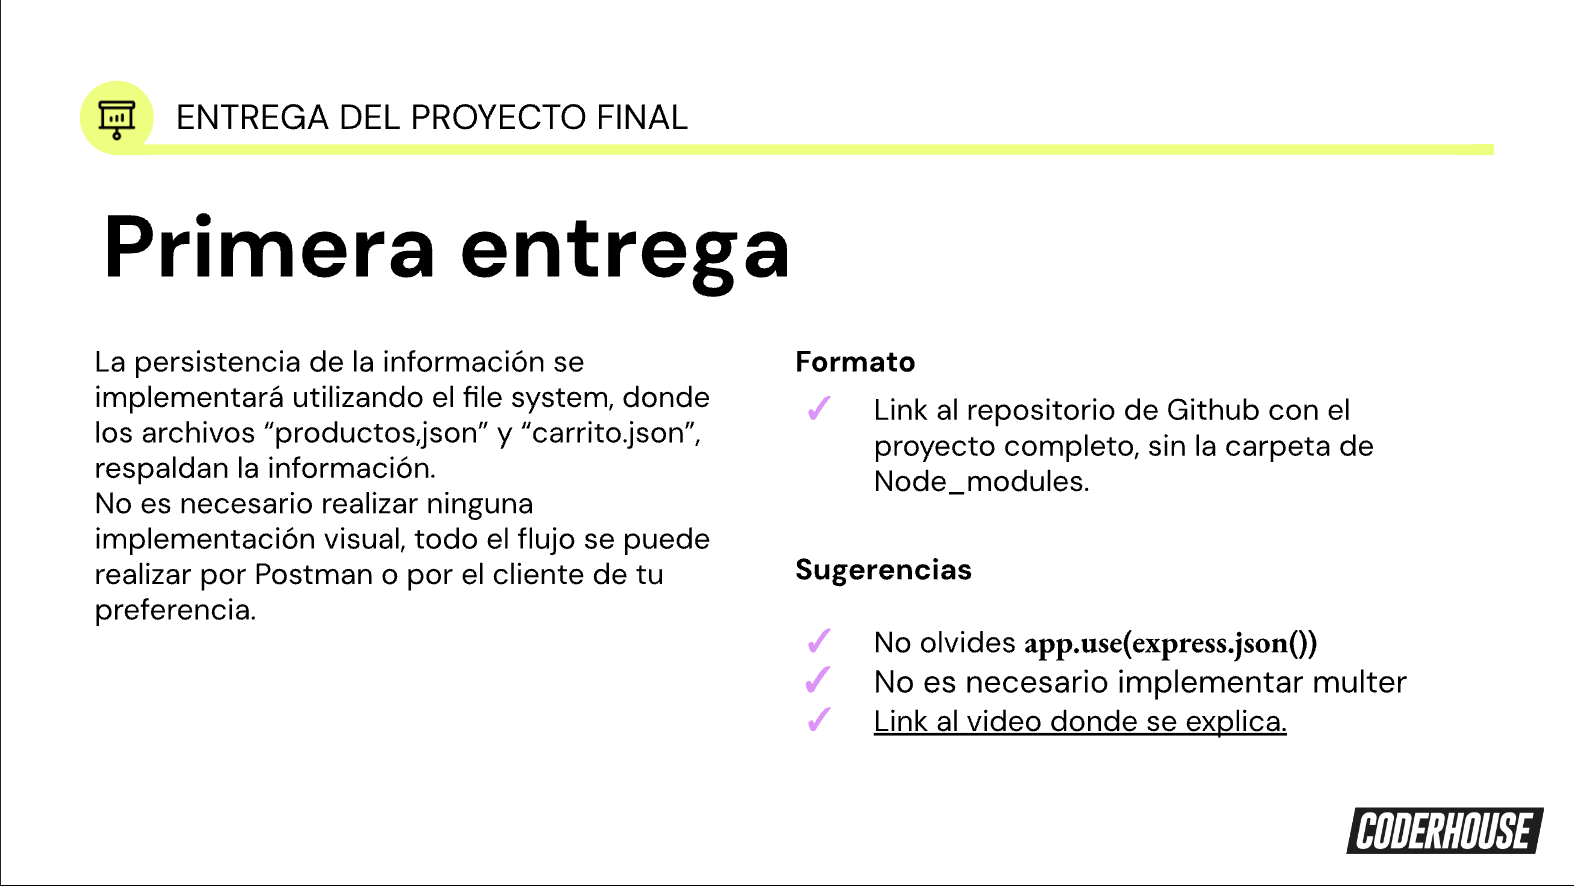 ENTREGA DEL PROYECTO FINAL
Primera entrega
La persistencia de la información se
implementará utilizando el file system, donde
los archivos “productos,json” y “carrito.json”,
respaldan la información.
No es necesario realizar ninguna
implementación visual, todo el flujo se puede
realizar por Postman o por el cliente de tu
preferencia.
Formato
✓ Link al repositorio de Github con el
proyecto completo, sin la carpeta de
Node_modules.
Sugerencias
✓ No olvides app.use(express.json())
✓ No es necesario implementar multer
✓ Link al video donde se explica.
CODERHOUSE